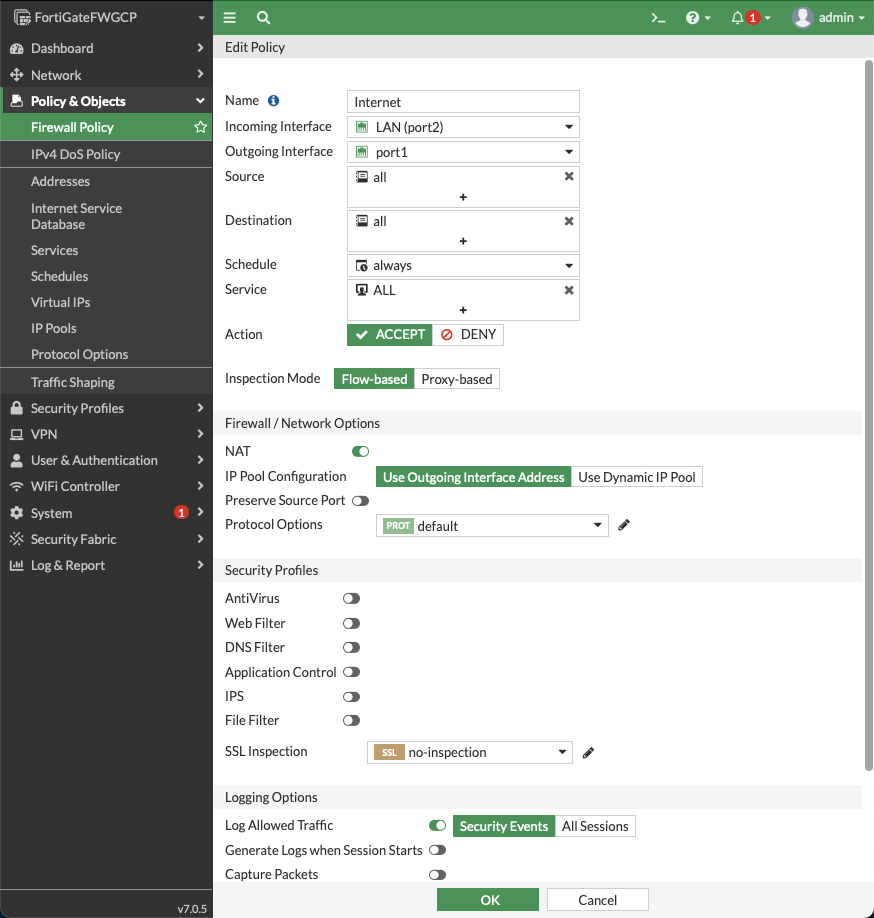 FortiGateFWGCP
Dashboard
Network
Policy & Objects
Firewall Policy
IPv4 DoS Policy
Addresses
Internet Service
Database
Services
Schedules
Virtual IPs
IP Pools
Protocol Options
Traffic Shaping
Security Profiles
VPN
User & Authentication
WiFi Controller
System 1
Security Fabric
Log & Report
v7.0.5
>_ ? 1 admin
Edit Policy
Name i Internet
Incoming Interface LAN (port2)
Outgoing Interface port1
Source all
+
Destination all
+
Schedule always
Service ALL
+
Action ACCEPT DENY
Inspection Mode Flow-based Proxy-based
Firewall / Network Options
NAT
IP Pool Configuration Use Outgoing Interface Address Use Dynamic IP Pool
Preserve Source Port
Protocol Options PROT default
Security Profiles
AntiVirus
Web Filter
DNS Filter
Application Control
IPS
File Filter
SSL Inspection SSL no-inspection
Logging Options
Log Allowed Traffic Security Events All Sessions
Generate Logs when Session Starts
Capture Packets
OK Cancel